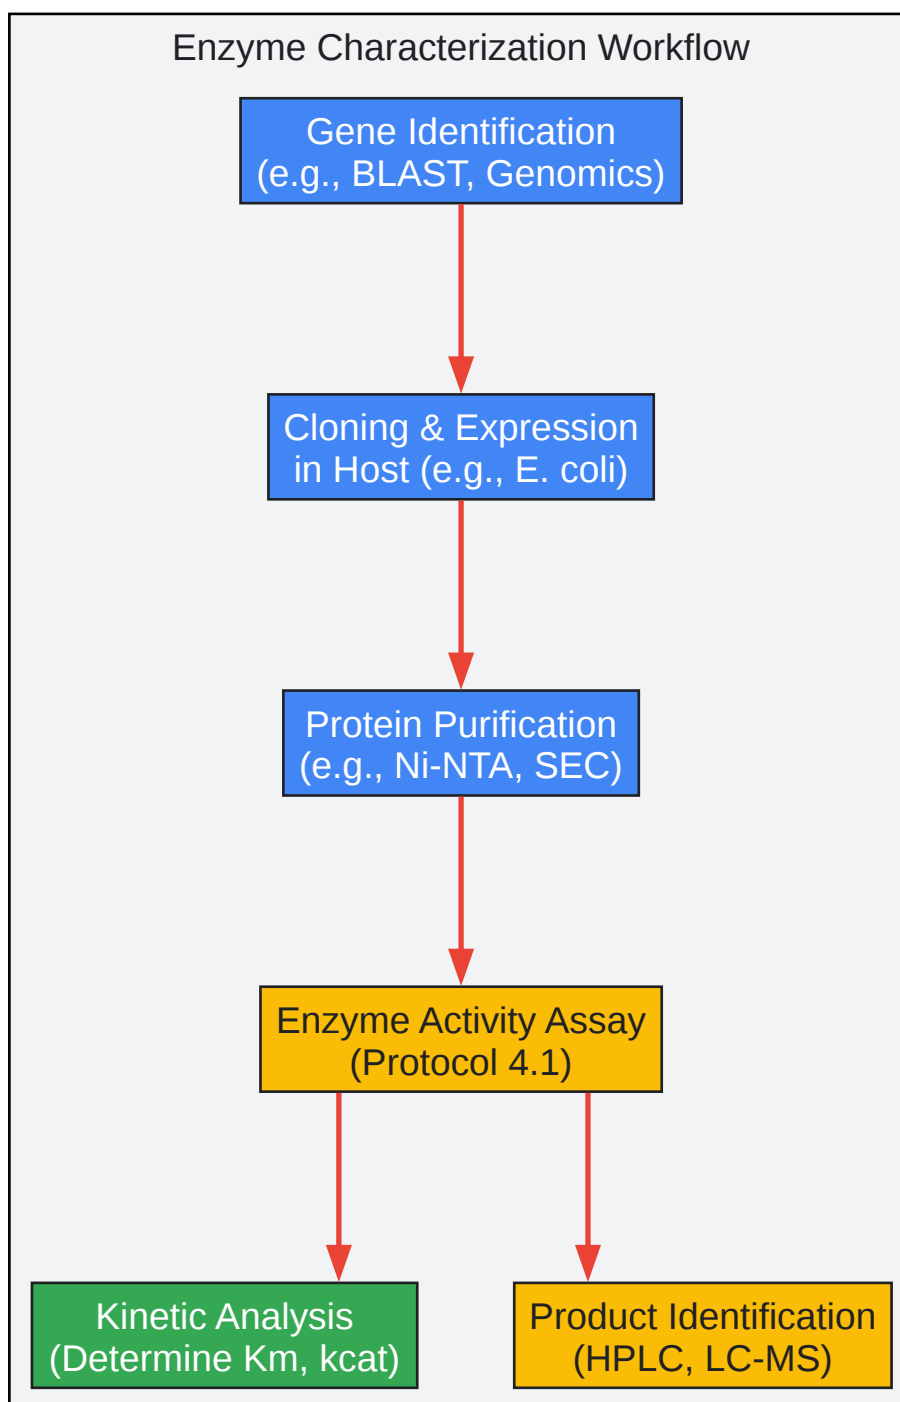 Enzyme Characterization Workflow
Gene Identification
(e.g., BLAST, Genomics)
Cloning & Expression
in Host (e.g., E. coli)
Protein Purification
(e.g., Ni-NTA, SEC)
Enzyme Activity Assay
(Protocol 4.1)
Kinetic Analysis
(Determine Km, kcat)
Product Identification
(HPLC, LC-MS)